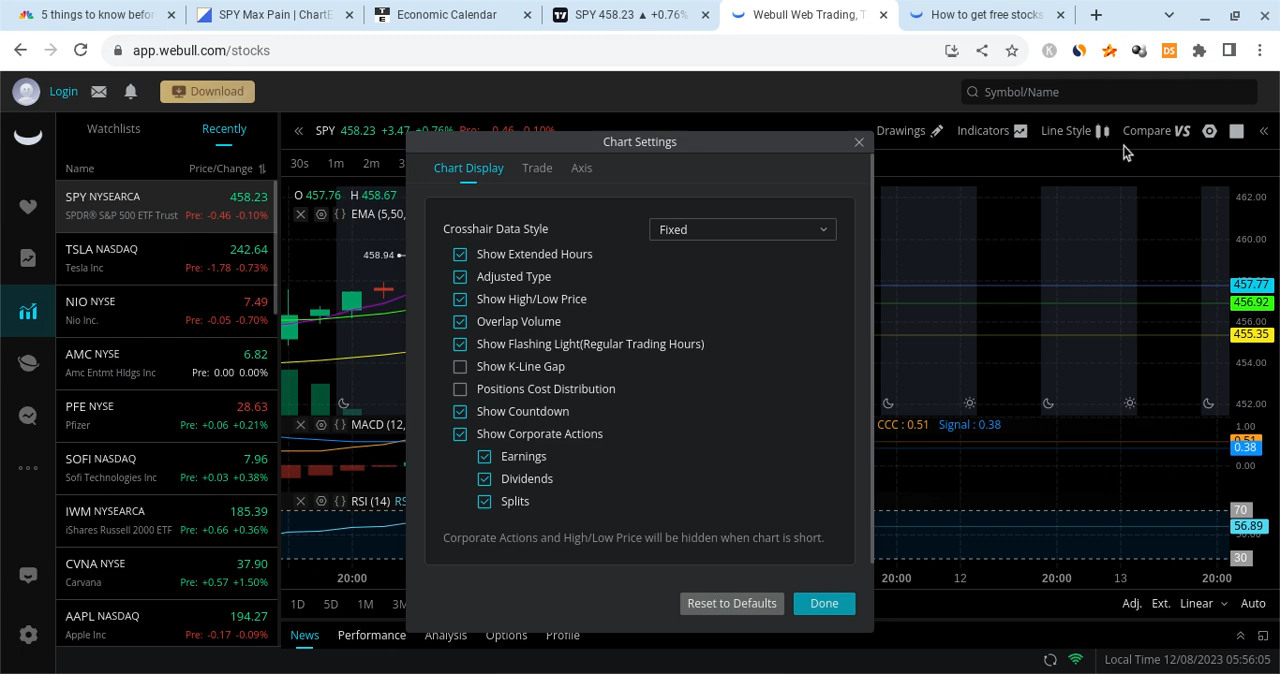 5 things to know befor
SPY Max Pain | ChartE
Economic Calendar
SPY 458.23 ▲ +0.76%
Webull Web Trading, T
How to get free stocks
app.webull.com/stocks
Login
Download
Symbol/Name
Watchlists
Recently
Name
Price/Change
SPY NYSEARCA 458.23
SPDR® S&P 500 ETF Trust Pre: -0.46 -0.10%
TSLA NASDAQ 242.64
Tesla Inc Pre: -1.78 -0.73%
NIO NYSE 7.49
Nio Inc. Pre: -0.05 -0.70%
AMC NYSE 6.82
Amc Entmt Hldgs Inc Pre: 0.00 0.00%
PFE NYSE 28.63
Pfizer Pre: +0.06 +0.21%
SOFI NASDAQ 7.96
Sofi Technologies Inc Pre: +0.03 +0.38%
IWM NYSEARCA 185.39
iShares Russell 2000 ETF Pre: +0.66 +0.36%
CVNA NYSE 37.90
Carvana Pre: +0.57 +1.50%
AAPL NASDAQ 194.27
Apple Inc Pre: -0.17 -0.09%
SPY 458.23 +3.47 +0.76% Pre: -0.46 -0.10%
Drawings Indicators Line Style Compare VS
30s 1m 2m 3
O 457.76 H 458.67
EMA (5,50,
458.94
MACD (12,
CCC : 0.51 Signal : 0.38
RSI (14) RS
Chart Settings
Chart Display Trade Axis
Crosshair Data Style Fixed
Show Extended Hours
Adjusted Type
Show High/Low Price
Overlap Volume
Show Flashing Light(Regular Trading Hours)
Show K-Line Gap
Positions Cost Distribution
Show Countdown
Show Corporate Actions
Earnings
Dividends
Splits
Corporate Actions and High/Low Price will be hidden when chart is short.
Reset to Defaults Done
462.00
460.00
457.77
456.92
456.00
455.35
454.00
452.00
1.00
0.51
0.38
0.00
70
56.89
30
20:00 20:00 12 20:00 13 20:00
1D 5D 1M 3M
Adj. Ext. Linear Auto
News Performance Analysis Options Profile
Local Time 12/08/2023 05:56:05